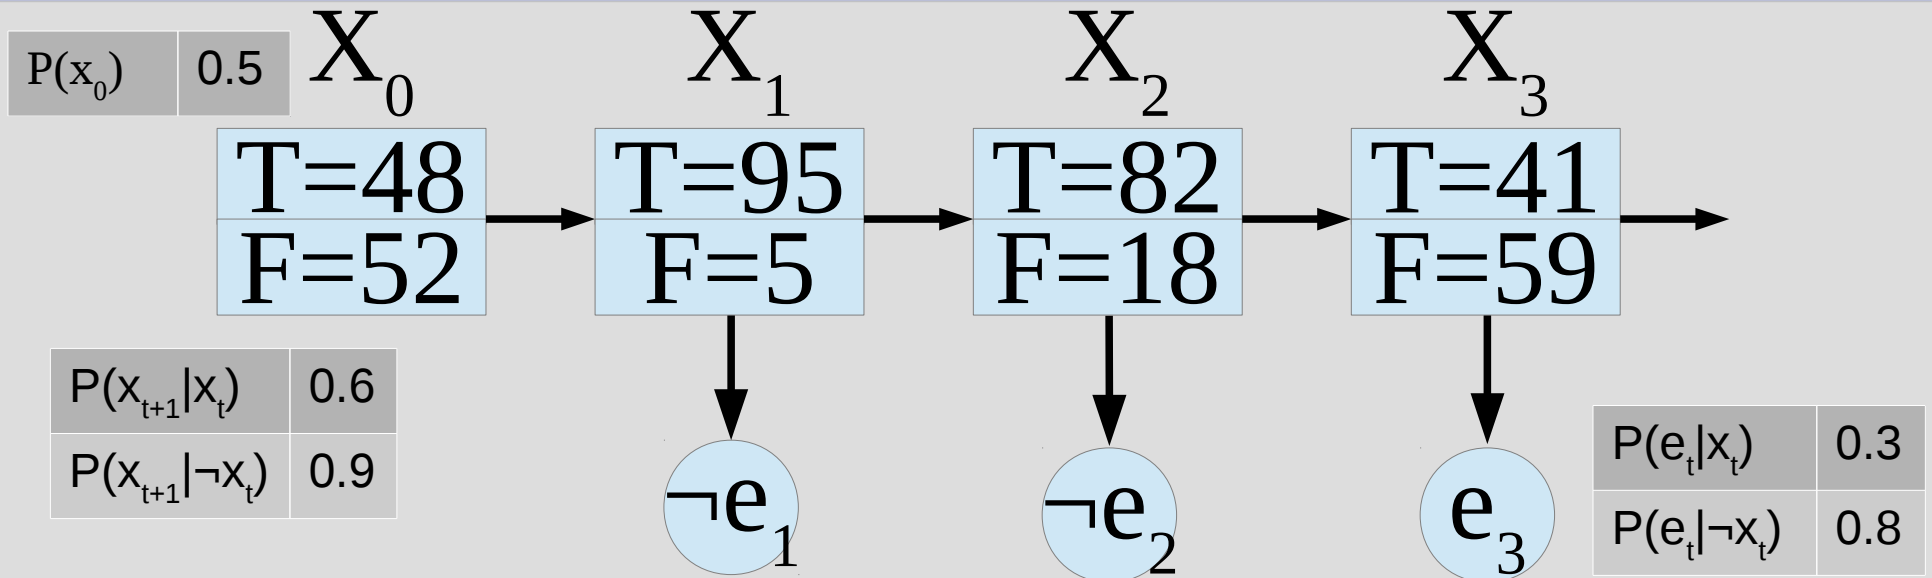 X₀ X₁ X₂ X₃
P(x₀) 0.5
T=48 T=95 T=82 T=41
F=52 F=5 F=18 F=59
P(xₜ₊₁|xₜ) 0.6
P(xₜ₊₁|¬xₜ) 0.9
¬e₁ ¬e₂ e₃
P(eₜ|xₜ) 0.3
P(eₜ|¬xₜ) 0.8